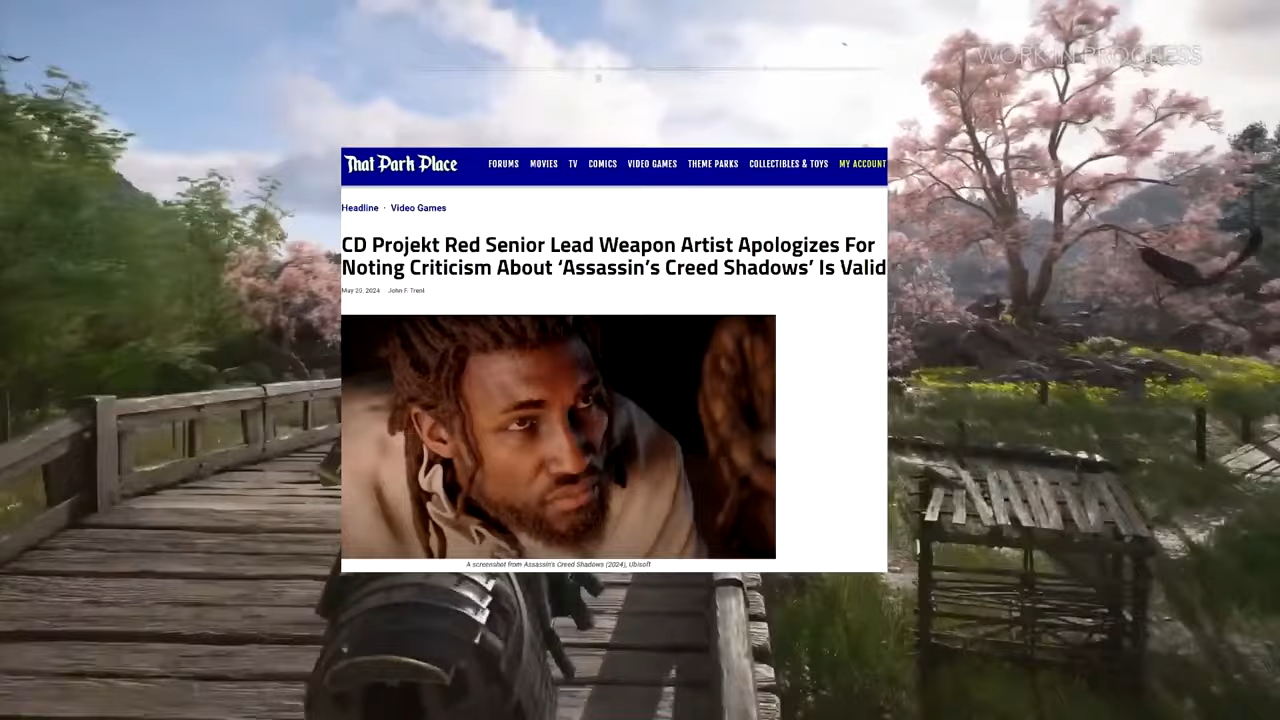 WORK IN PROGRESS
That Park Place
FORUMS MOVIES TV COMICS VIDEO GAMES THEME PARKS COLLECTIBLES & TOYS MY ACCOUNT
Headline · Video Games
CD Projekt Red Senior Lead Weapon Artist Apologizes For
Noting Criticism About ‘Assassin’s Creed Shadows’ Is Valid
May 20, 2024 John F. Trent
A screenshot from Assassin's Creed Shadows (2024), Ubisoft